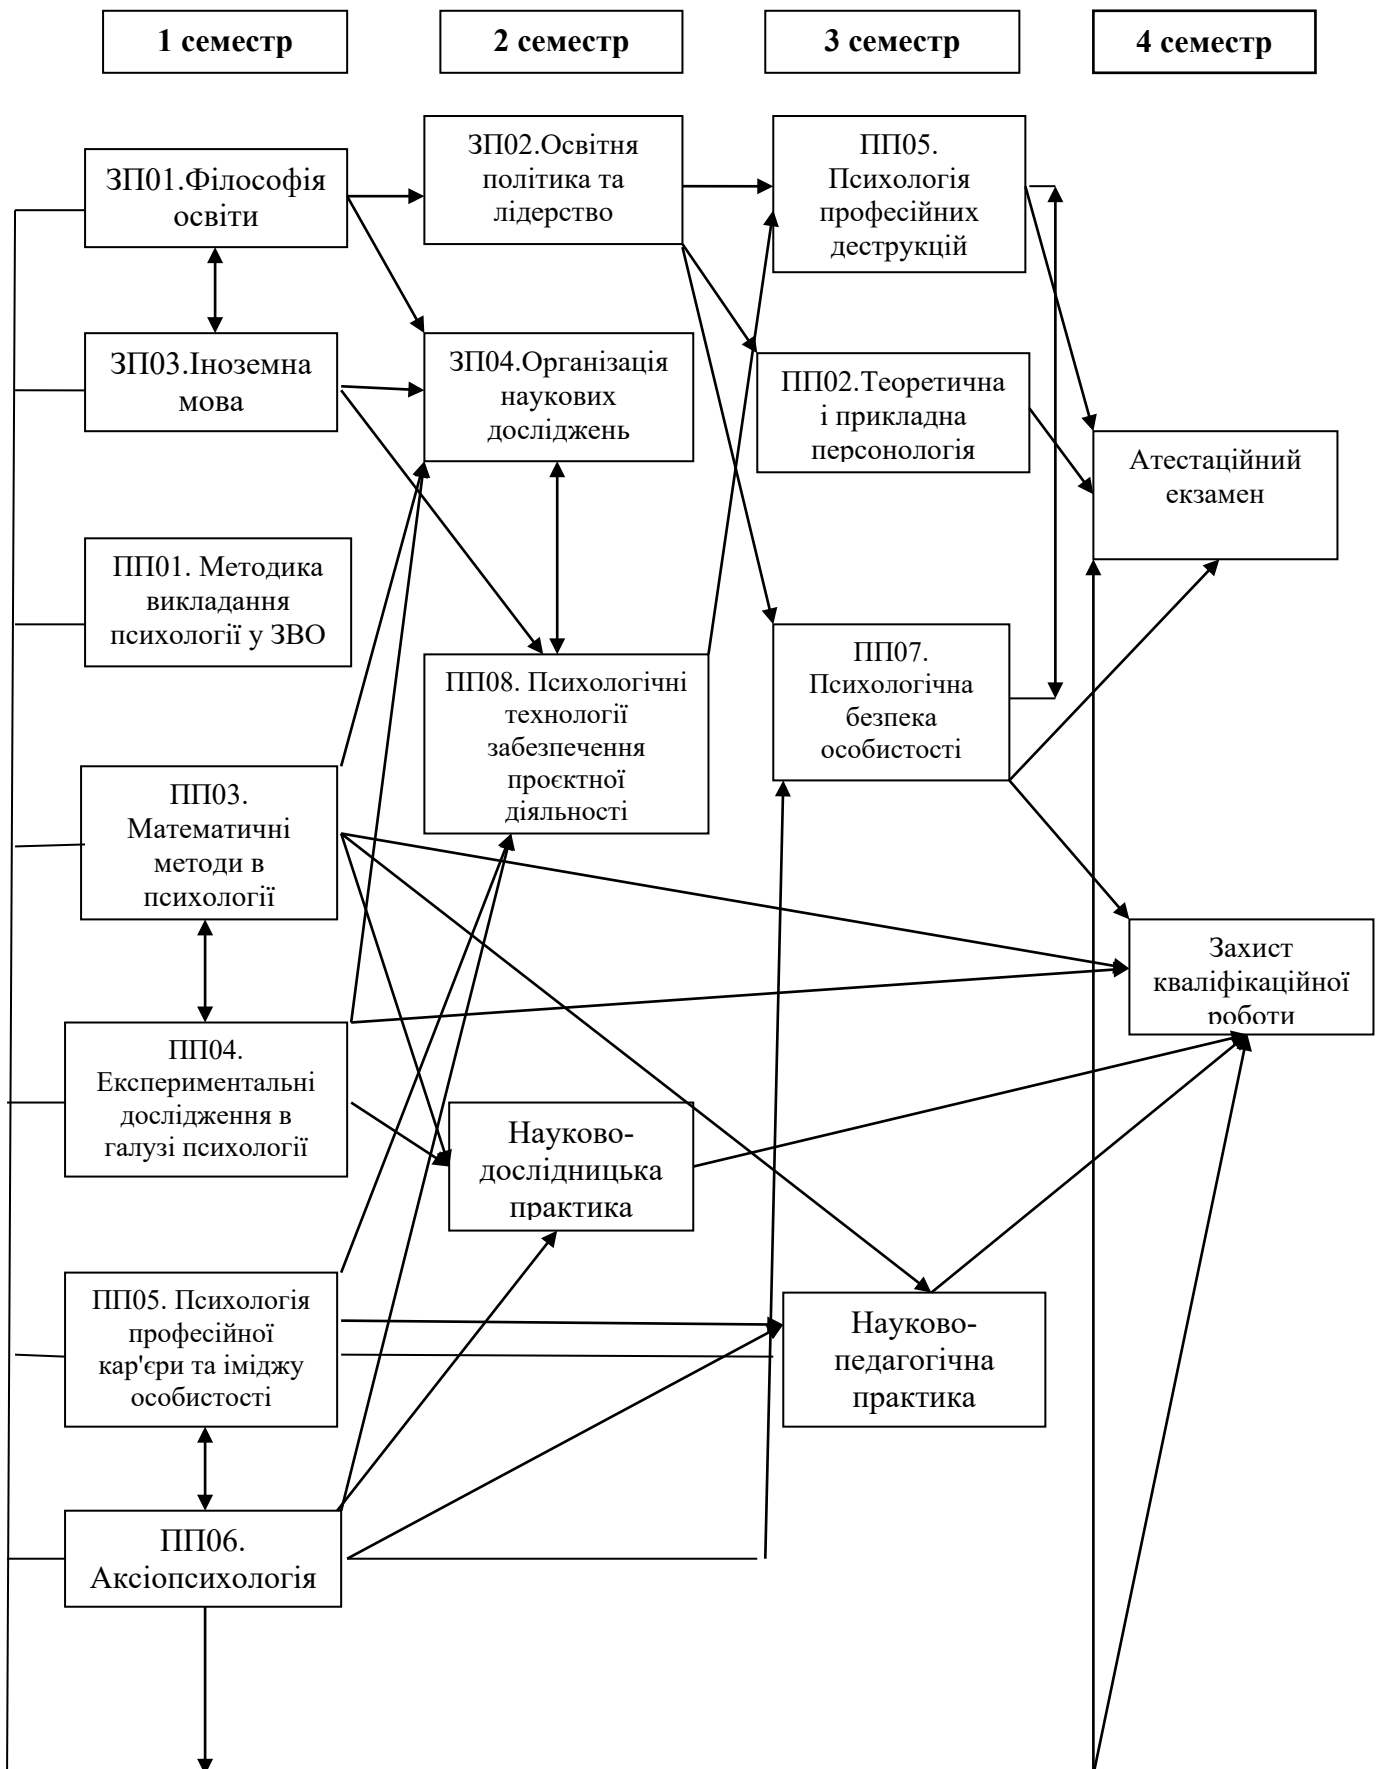 1 семестр
2 семестр
3 семестр
4 семестр
ЗП01.Філософія
освіти
ЗП03.Іноземна
мова
ПП01. Методика
викладання
психології у ЗВО
ПП03.
Математичні
методи в
психології
ПП04.
Експериментальні
дослідження в
галузі психології
ПП05. Психологія
професійної
кар'єри та іміджу
особистості
ПП06.
Аксіопсихологія
ЗП02.Освітня
політика та
лідерство
ЗП04.Організація
наукових
досліджень
ПП08. Психологічні
технології
забезпечення
проєктної
діяльності
Науково-
дослідницька
практика
ПП05.
Психологія
професійних
деструкцій
ПП02.Теоретична
і прикладна
персонологія
ПП07.
Психологічна
безпека
особистості
Науково-
педагогічна
практика
Атестаційний
екзамен
Захист
кваліфікаційної
роботи